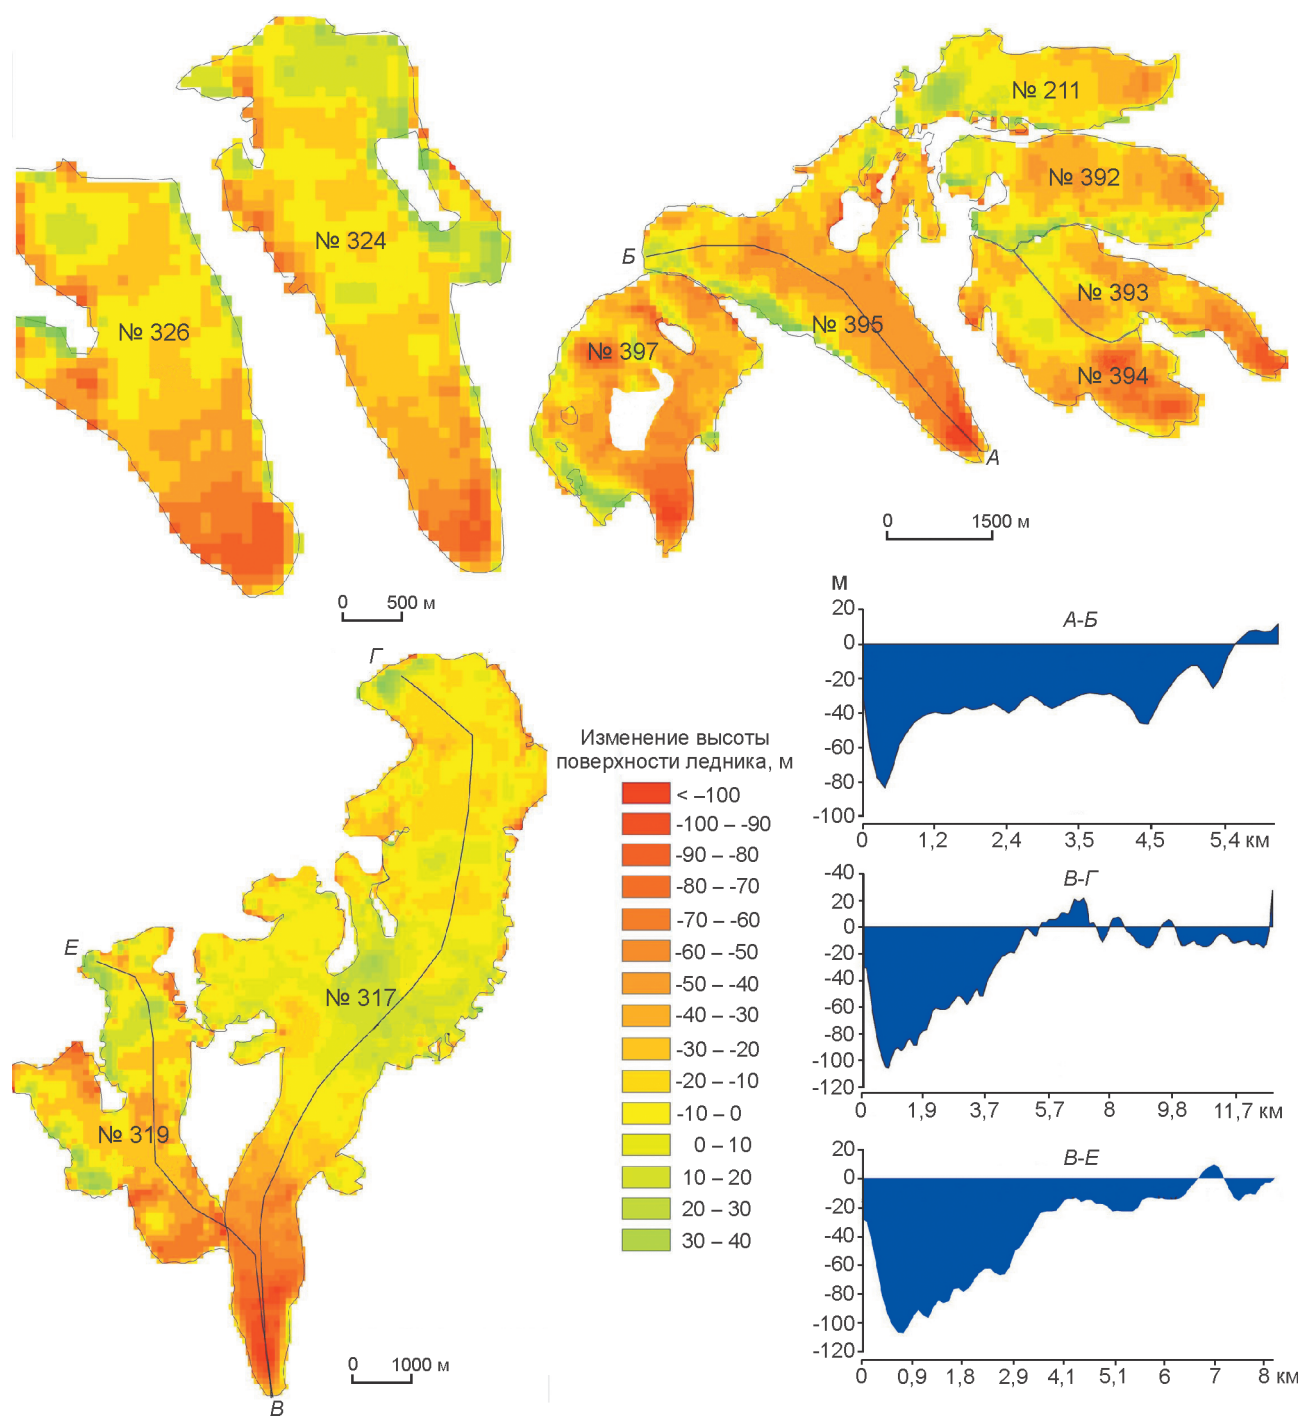 № 211
№ 392
№ 324
Б
№ 393
№ 326
№ 395
№ 397
№ 394
А
0 1500 м
0 500 м
м
20
0
-20
-40
-60
-80
-100
А-Б
0 1,2 2,4 3,5 4,5 5,4 км
Г
Е
№ 317
№ 319
0 1000 м
В
Изменение высоты
поверхности ледника, м
< –100
-100 – -90
-90 – -80
-80 – -70
-70 – -60
-60 – -50
-50 – -40
-40 – -30
-30 – -20
-20 – -10
-10 – 0
0 – 10
10 – 20
20 – 30
30 – 40
-40
20
0
-20
-40
-60
-80
-100
-120
В-Г
0 1,9 3,7 5,7 8 9,8 11,7 км
20
0
-20
-40
-60
-80
-100
-120
В-Е
0 0,9 1,8 2,9 4,1 5,1 6 7 8 км